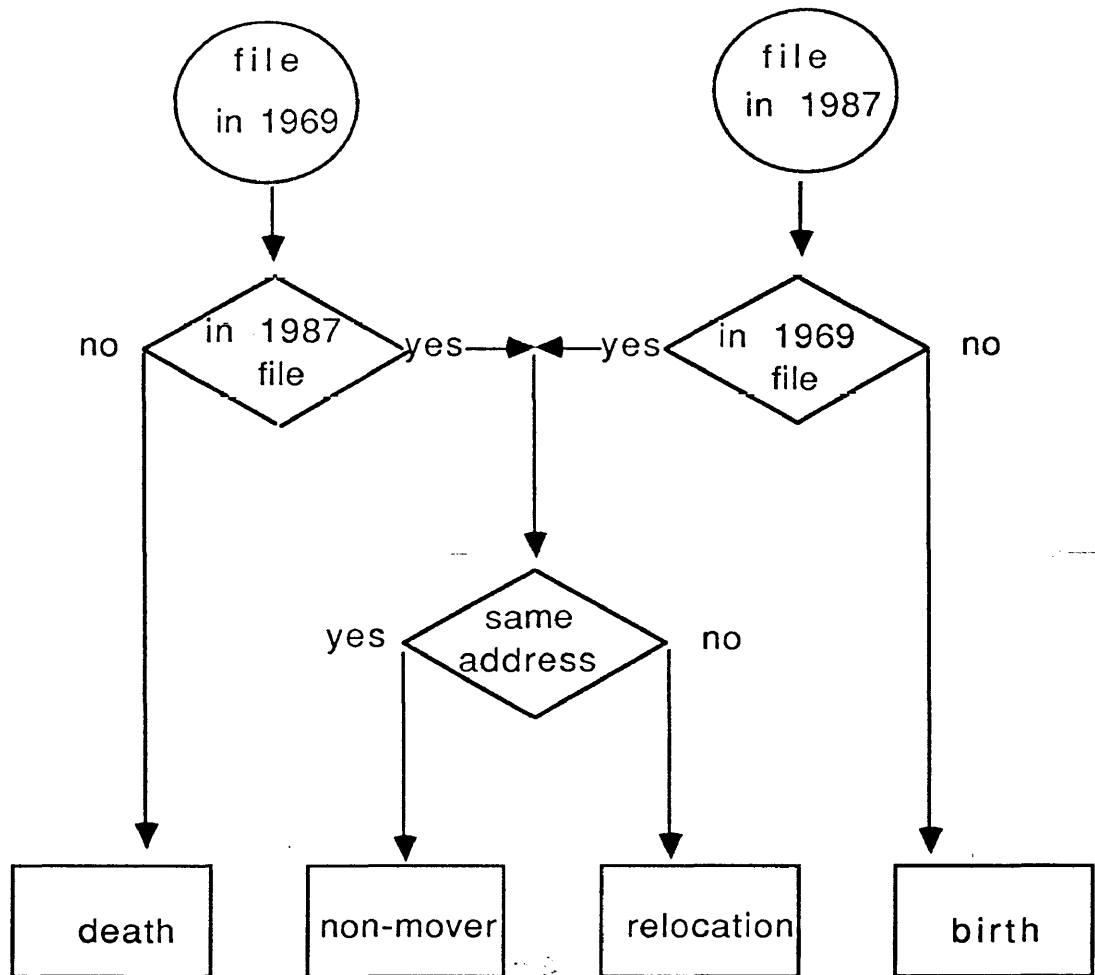 file
in 1969
file
in 1987
no
in 1987
file
yes
yes
in 1969
file
no
yes
same
address
no
death
non-mover
relocation
birth